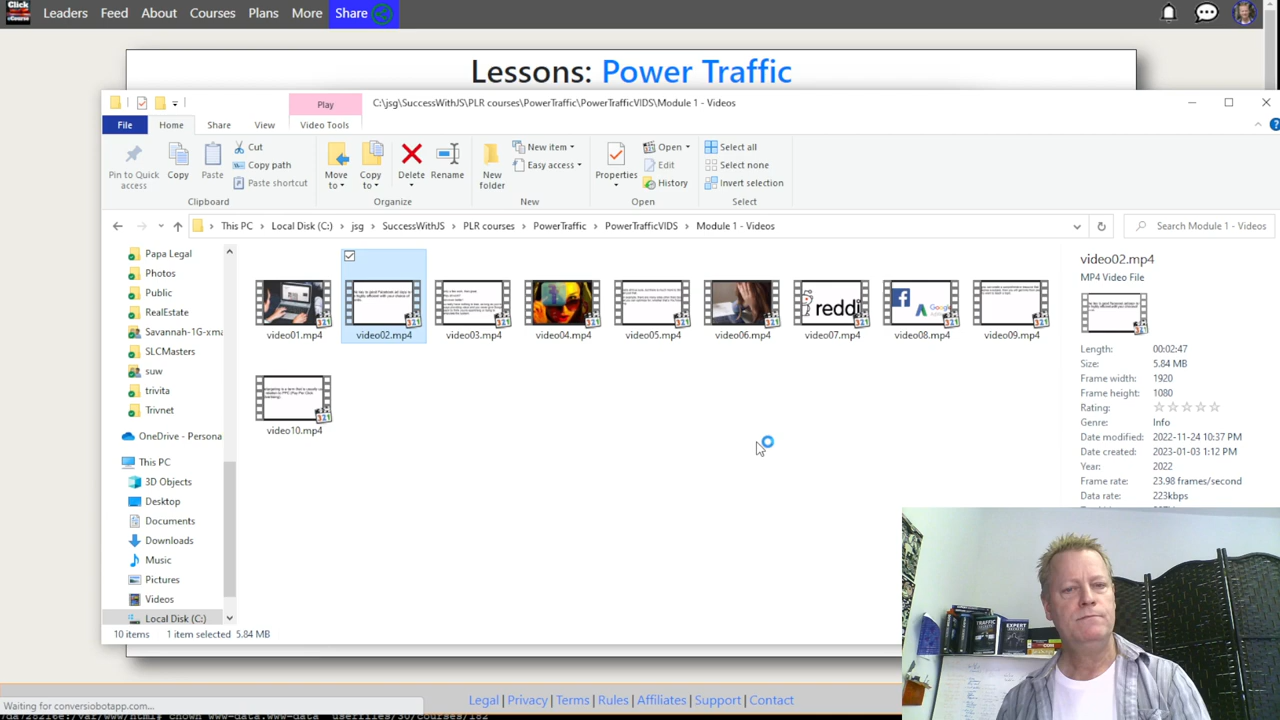 Click
eCourse
Leaders Feed About Courses Plans More Share
Lessons: Power Traffic
Play C:\jsg\SuccessWithJS\PLR courses\PowerTraffic\PowerTrafficVIDS\Module 1 - Videos
File Home Share View Video Tools
Pin to Quick access
Copy
Paste
Cut
Copy path
Paste shortcut
Clipboard
Move to
Copy to
Delete
Rename
Organize
New folder
New item
Easy access
New
Properties
Open
Edit
History
Open
Select all
Select none
Invert selection
Select
This PC > Local Disk (C:) > jsg > SuccessWithJS > PLR courses > PowerTraffic > PowerTrafficVIDS > Module 1 - Videos
Search Module 1 - Videos
Papa Legal
Photos
Public
RealEstate
Savannah-1G-xma
SLCMasters
suw
trivita
Trivnet
OneDrive - Persona
This PC
3D Objects
Desktop
Documents
Downloads
Music
Pictures
Videos
Local Disk (C:)
reddi
Google
video01.mp4 video02.mp4 video03.mp4 video04.mp4 video05.mp4 video06.mp4 video07.mp4 video08.mp4 video09.mp4
video10.mp4
video02.mp4
MP4 Video File
Length: 00:02:47
Size: 5.84 MB
Frame width: 1920
Frame height: 1080
Rating:
Genre: Info
Date modified: 2022-11-24 10:37 PM
Date created: 2023-01-03 1:12 PM
Year: 2022
Frame rate: 23.98 frames/second
Data rate: 223kbps
10 items 1 item selected 5.84 MB
TRAFFIC
EXPERT
Legal | Privacy | Terms | Rules | Affiliates | Support | Contact
Waiting for conversiobotapp.com...